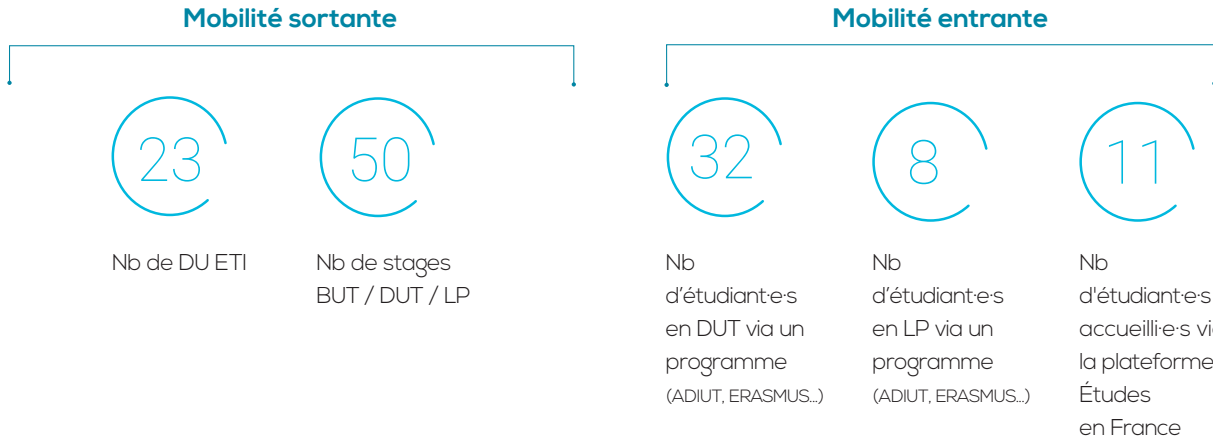 Mobilité sortante
23
Nb de DU ETI
50
Nb de stages
BUT / DUT / LP
Mobilité entrante
32
Nb
d'étudiant·e·s
en DUT via un
programme
(ADIUT, ERASMUS...)
8
Nb
d'étudiant·e·s
en LP via un
programme
(ADIUT, ERASMUS...)
11
Nb
d'étudiant·e·s
accueilli·e·s
la plateforme
Études
en France